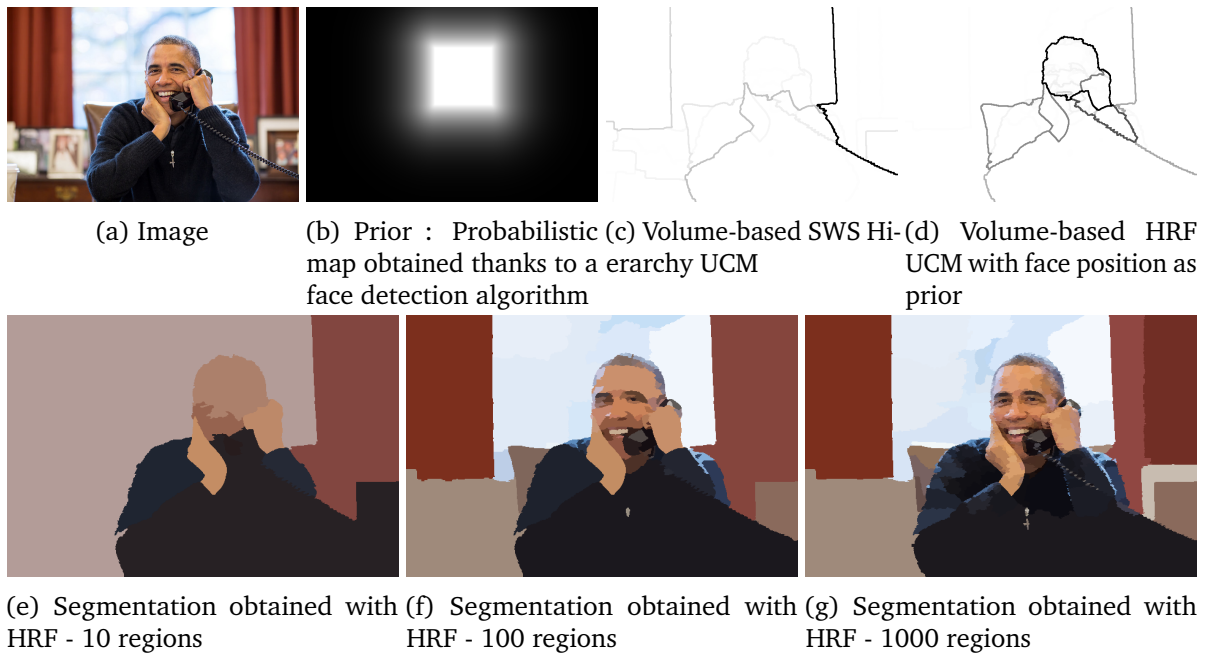 (a) Image
(b) Prior : Probabilistic
map obtained thanks to a
face detection algorithm
(c) Volume-based SWS Hi-
erarchy UCM
(d) Volume-based HRF
UCM with face position as
prior
(e) Segmentation obtained with
HRF - 10 regions
(f) Segmentation obtained with
HRF - 100 regions
(g) Segmentation obtained with
HRF - 1000 regions